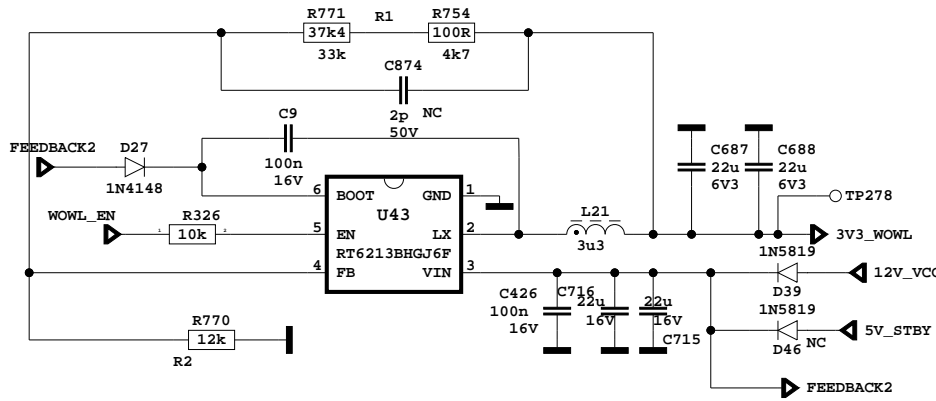 R771
R1
R754
37k4
100R
33k
4k7
C874
2p
NC
50V
C9
FEEDBACK2
D27
100n
16V
1N4148
C687
22u
6V3
C688
22u
6V3
TP278
6
BOOT
GND
1
WOWL_EN
R326
U43
L21
1
10k
2
5
EN
LX
2
3u3
3V3_WOWL
RT6213BHGJ6F
1N5819
4
FB
VIN
3
12V_VCC
C426
C716
D39
100n
22u
22u
1N5819
16V
16V
16V
R770
5V_STBY
12k
C715
D46
NC
R2
FEEDBACK2